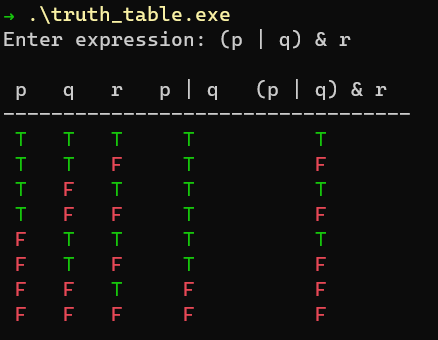 → .\truth_table.exe
Enter expression: (p | q) & r
p q r p | q (p | q) & r
----------------------------------
T T T T T
T T F T F
T F T T T
T F F T F
F T T T T
F T F T F
F F T F F
F F F F F